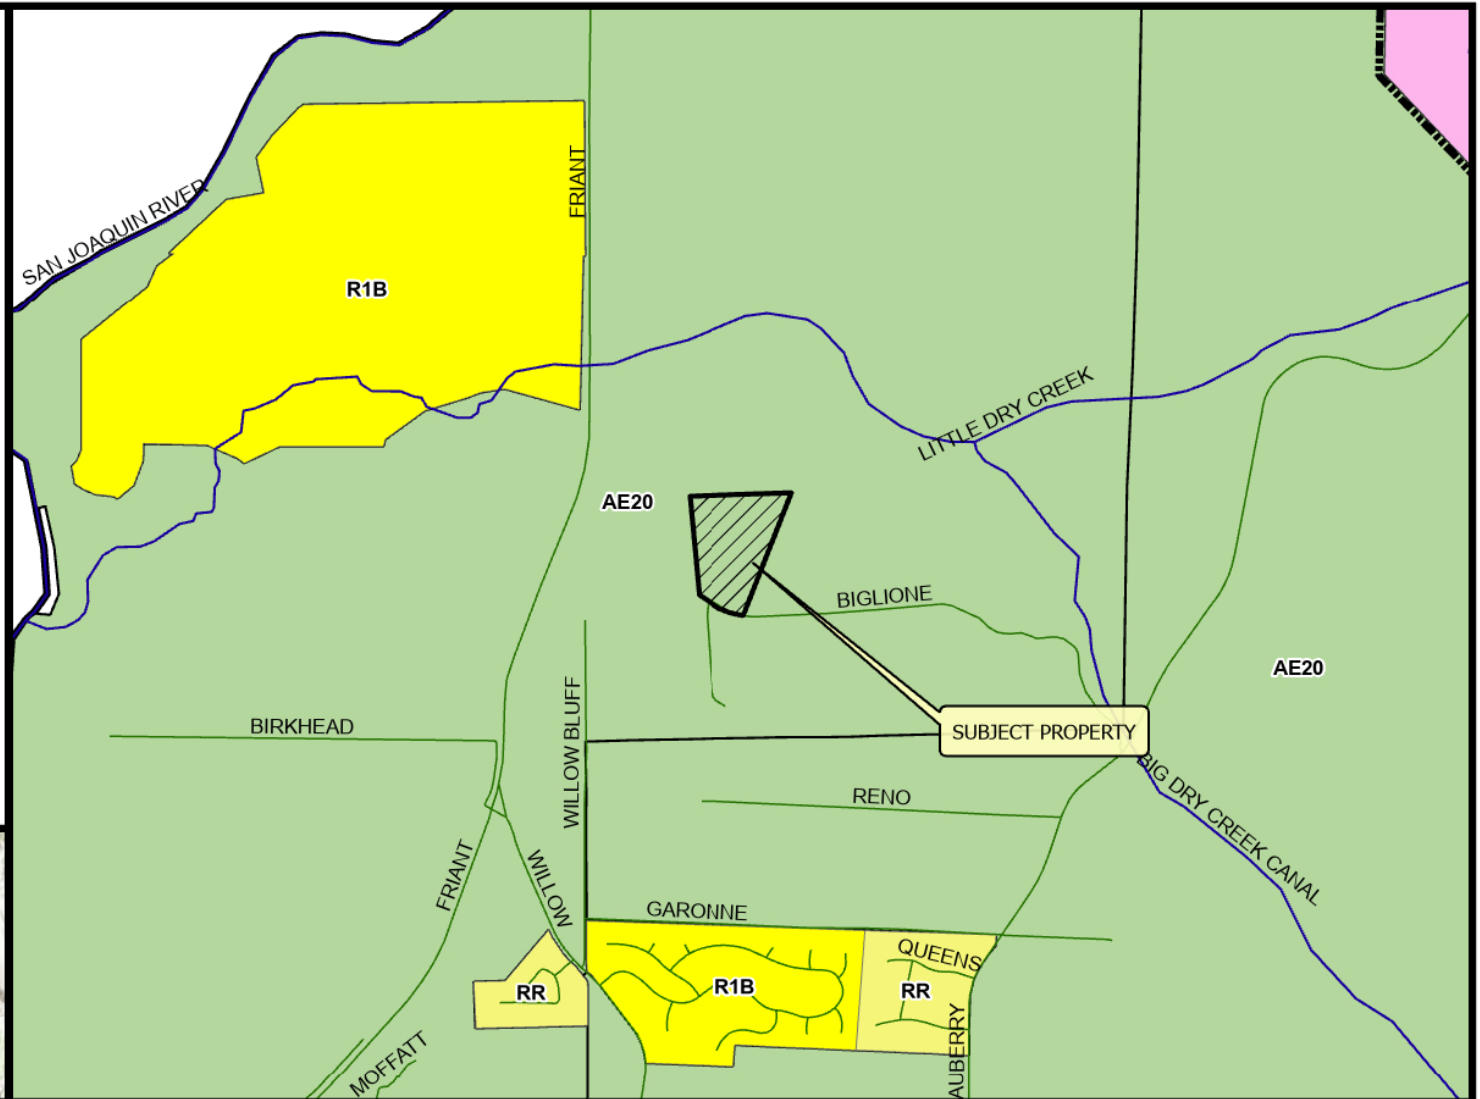 FRIANT
SAN JOAQUIN RIVER
R1B
LITTLE DRY CREEK
AE20
BIGLIONE
AE20
WILLOW BLUFF
BIRKHEAD
SUBJECT PROPERTY
BIG DRY CREEK CANAL
RENO
FRIANT
WILLOW
GARONNE
QUEENS
R1B
RR
RR
AUBERRY
MOFFATT